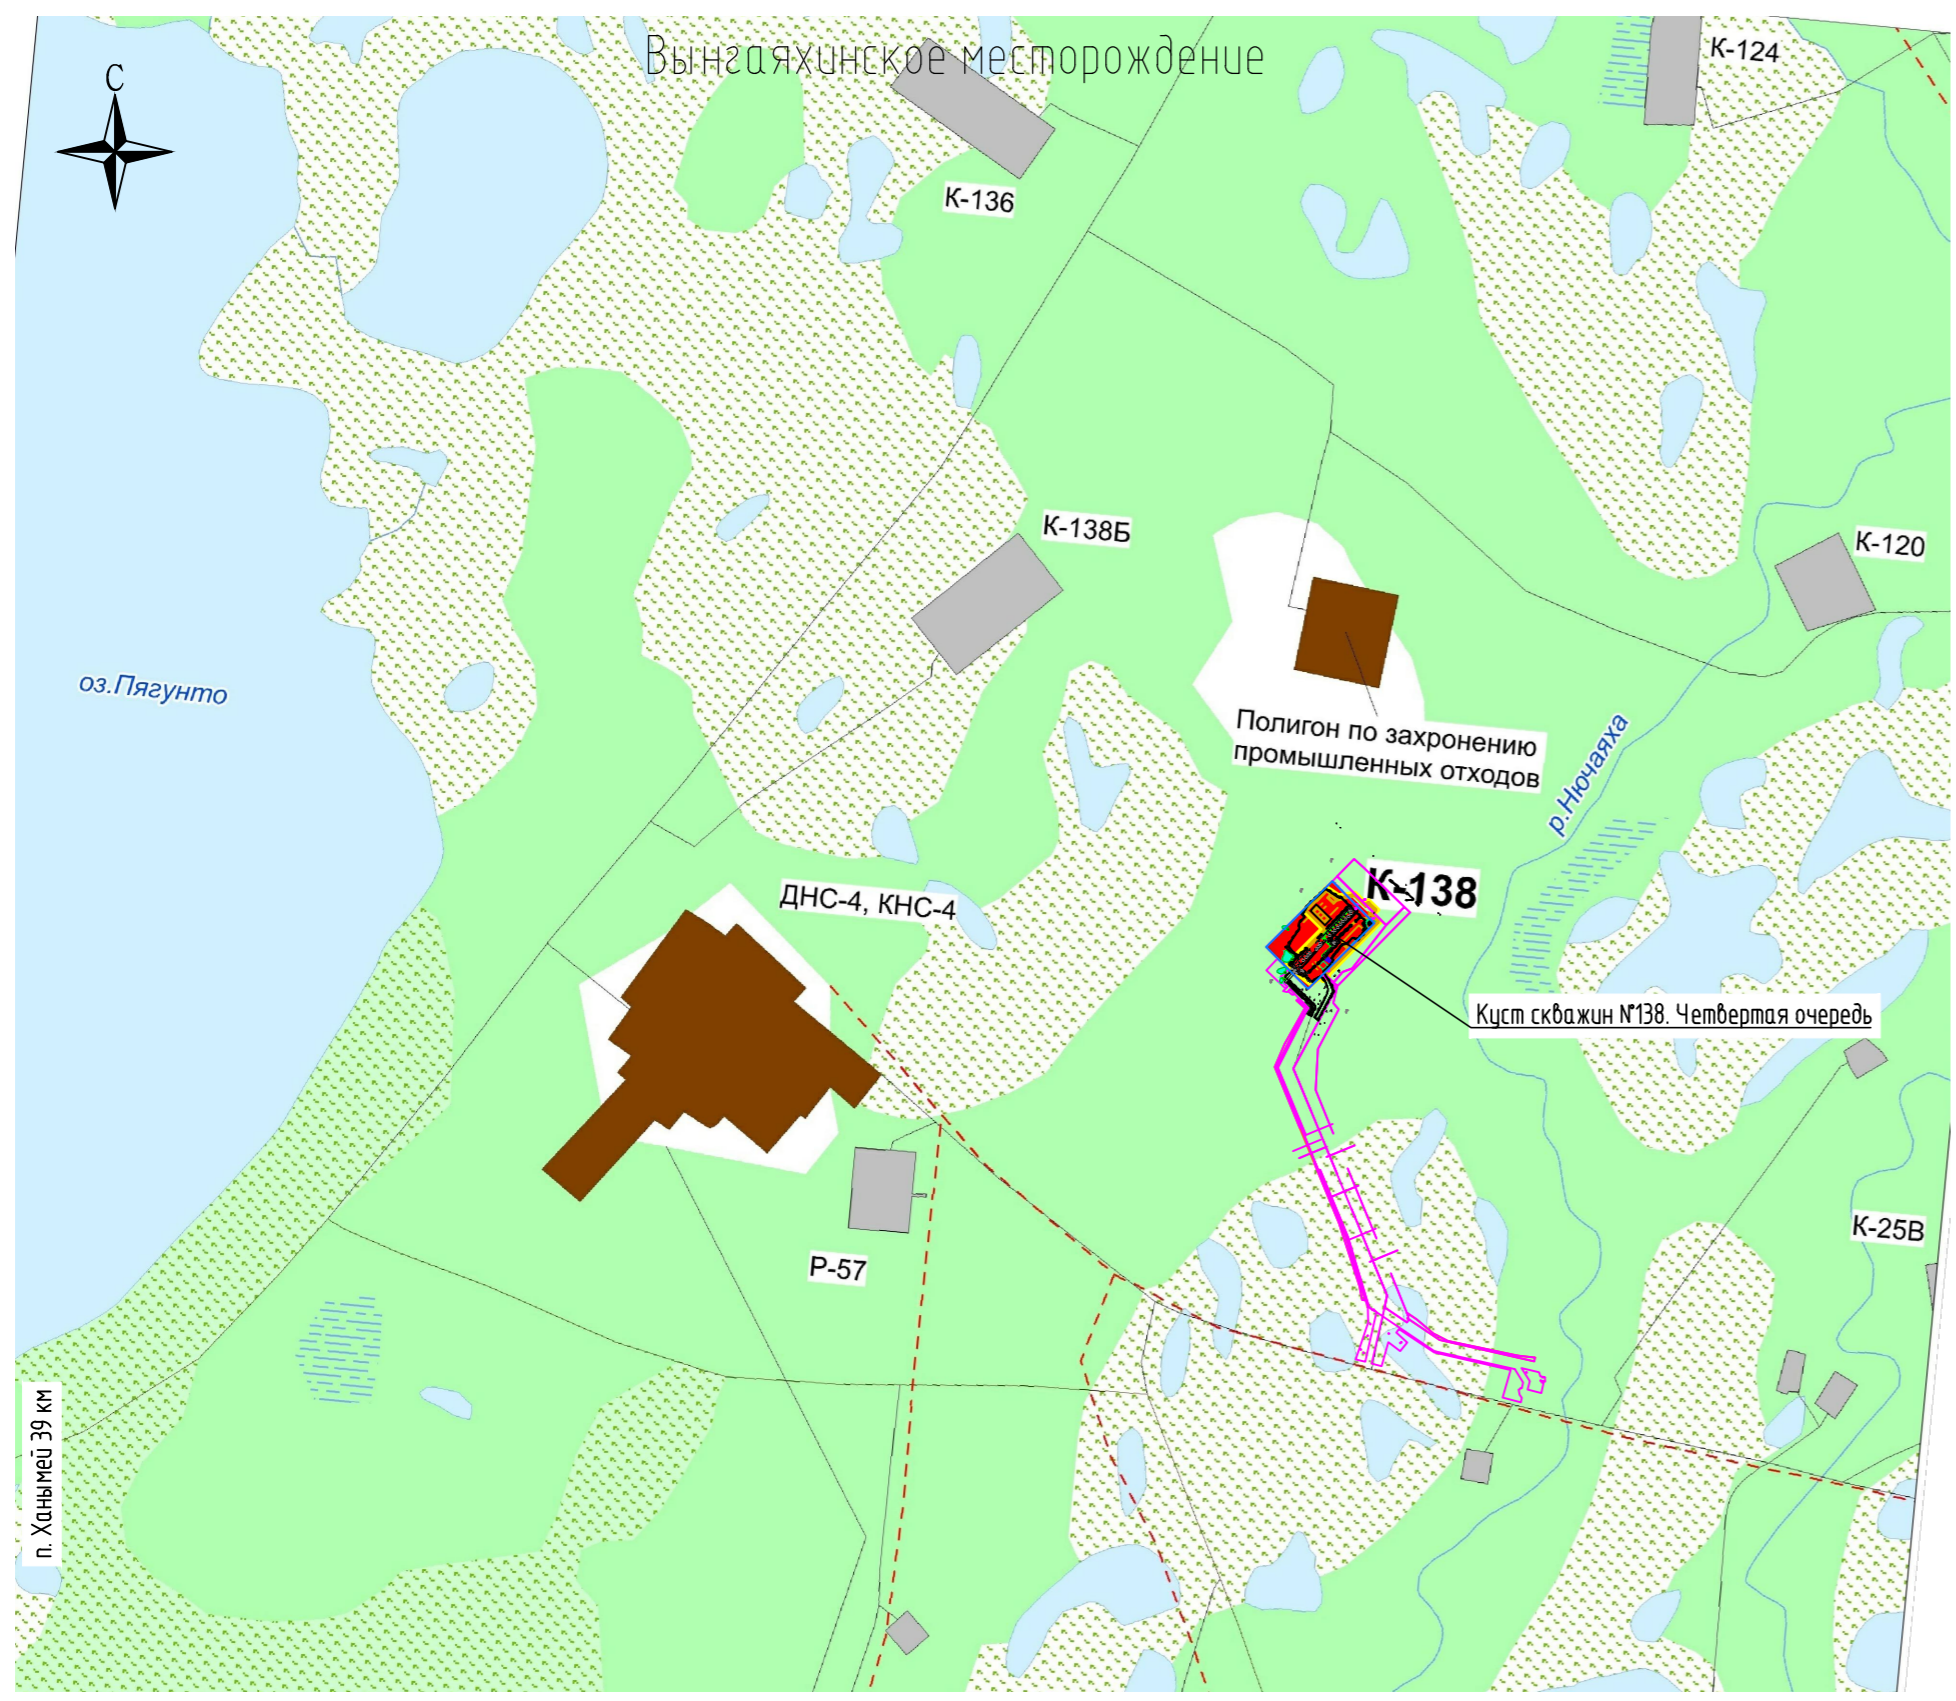 Вынгаяхинское месторождение
С
К-124
К-136
К-138Б
К-120
оз.Пягунто
Полигон по захронению
промышленных отходов
р.Нючаяха
К-138
ДНС-4, КНС-4
Куст скважин №138. Четвертая очередь
К-25В
Р-57
п. Ханымей 39 км